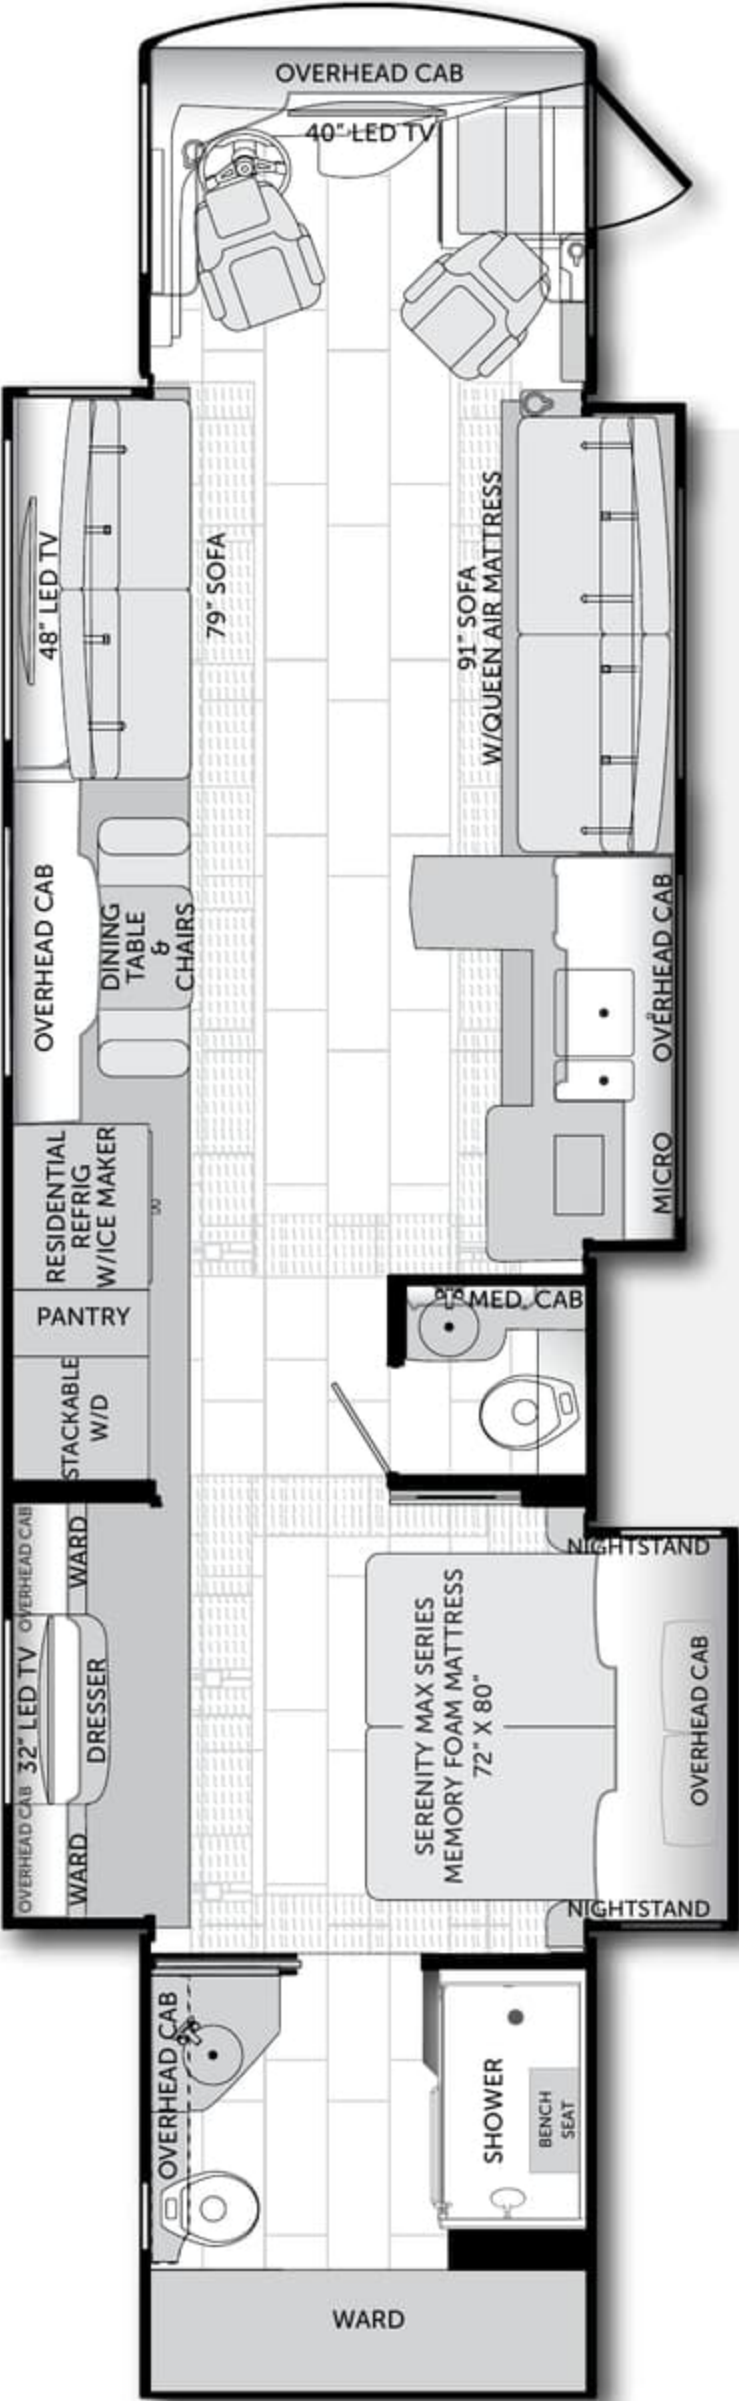 OVERHEAD CAB
40" LED TV
48" LED TV
79" SOFA
91" SOFA
W/QUEEN AIR MATTRESS
OVERHEAD CAB
DINING
TABLE
&
CHAIRS
OVERHEAD CAB
MICRO
RESIDENTIAL
REFRIG
W/ICE MAKER
PANTRY
STACKABLE
W/D
MED. CAB
OVERHEAD CAB
WARD
32" LED TV
DRESSER
OVERHEAD CAB
WARD
NIGHTSTAND
SERENITY MAX SERIES
MEMORY FOAM MATTRESS
72" X 80"
OVERHEAD CAB
NIGHTSTAND
OVERHEAD CAB
SHOWER
BENCH
SEAT
WARD